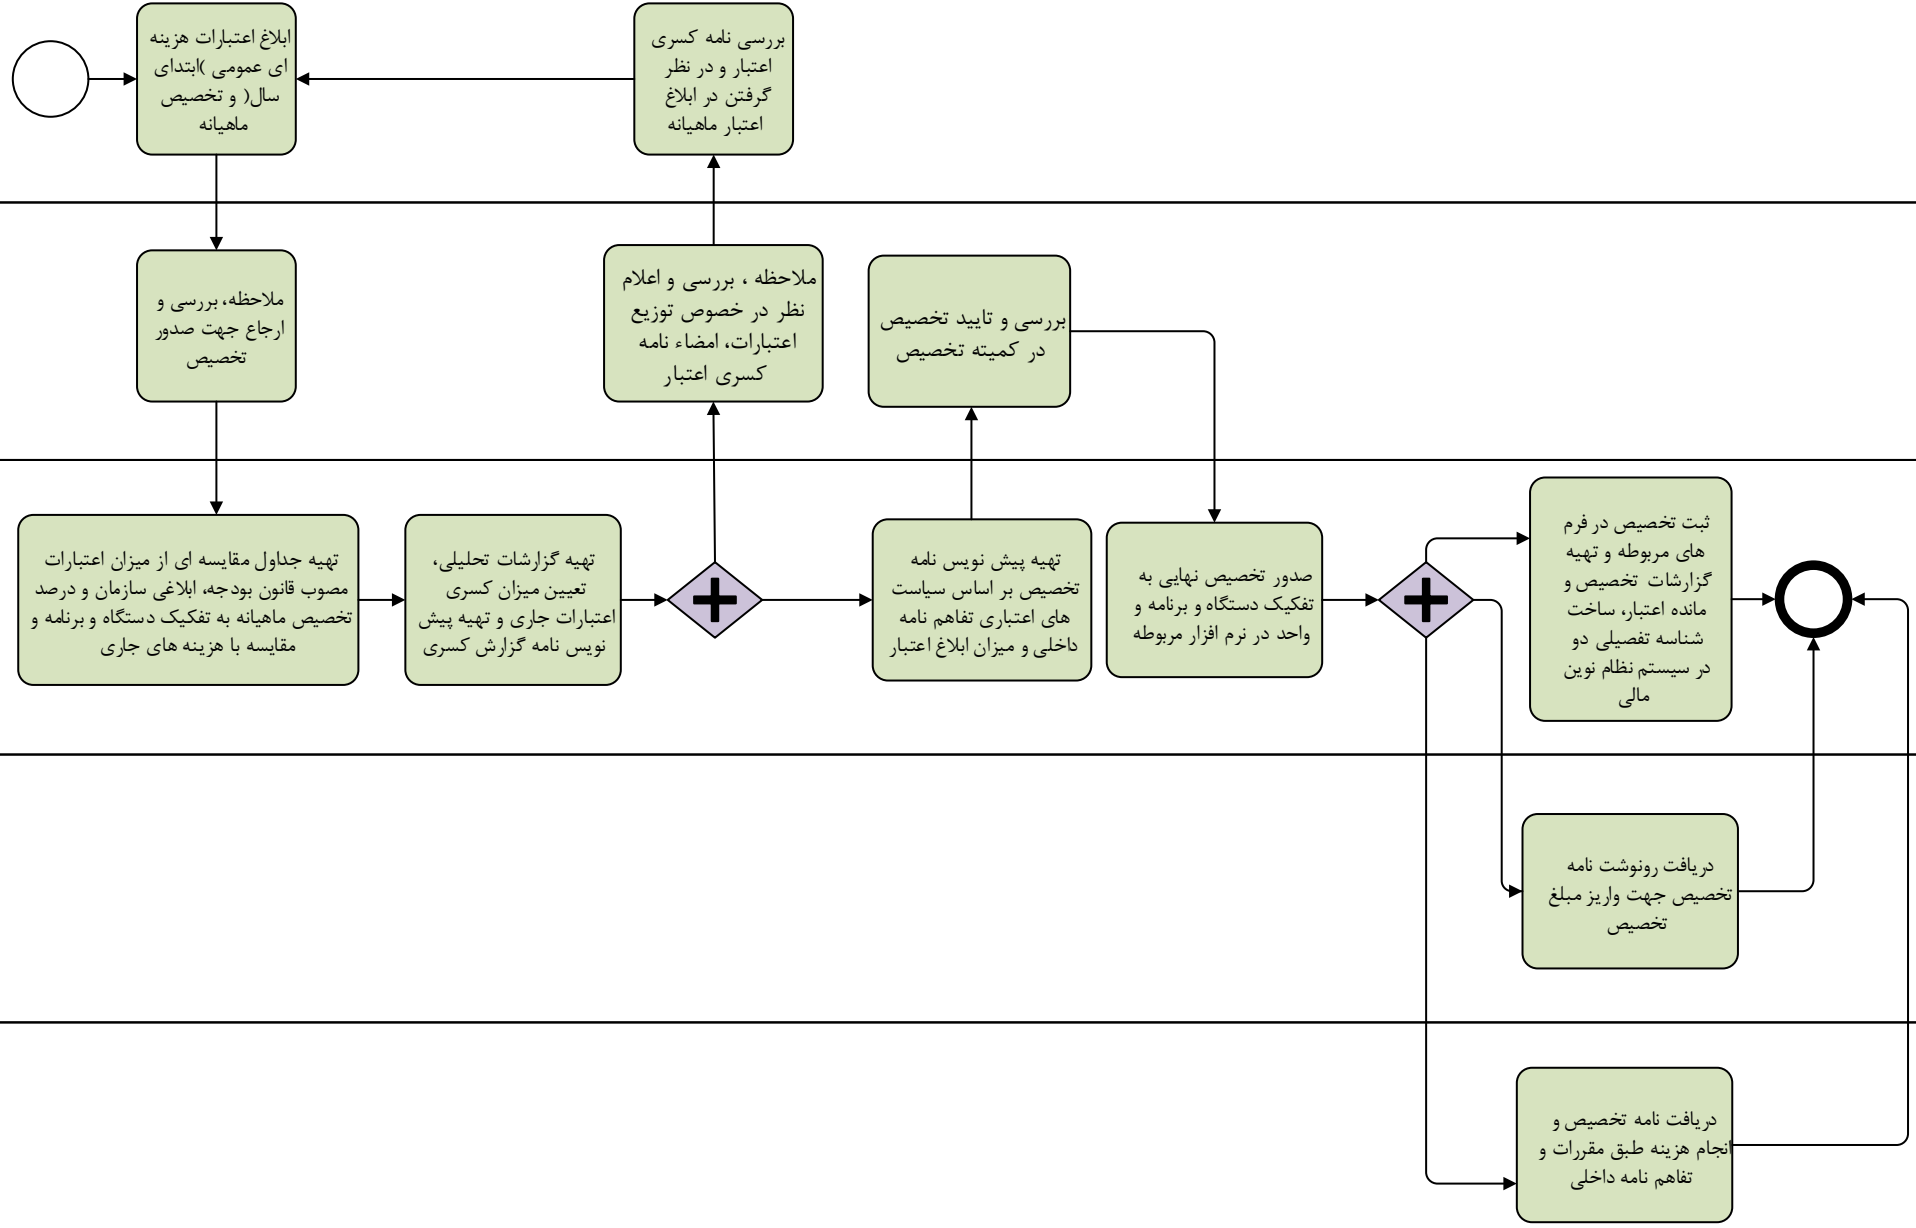 ابلاغ اعتبارات هزینه
ای عمومی )ابتدای
سال( و تخصیص
ماهیانه
بررسی نامه کسری
اعتبار و در نظر
گرفتن در ابلاغ
اعتبار ماهیانه
ملاحظه، بررسی و
ارجاع جهت صدور
تخصیص
ملاحظه ، بررسی و اعلام
نظر در خصوص توزیع
اعتبارات، امضاء نامه
کسری اعتبار
بررسی و تایید تخصیص
در کمیته تخصیص
تهیه جداول مقایسه ای از میزان اعتبارات
مصوب قانون بودجه، ابلاغی سازمان و درصد
تخصیص ماهیانه به تفکیک دستگاه و برنامه و
مقایسه با هزینه های جاری
تهیه گزارشات تحلیلی،
تعیین میزان کسری
اعتبارات جاری و تهیه پیش
نویس نامه گزارش کسری
تهیه پیش نویس نامه
تخصیص بر اساس سیاست
های اعتباری تفاهم نامه
داخلی و میزان ابلاغ اعتبار
صدور تخصیص نهایی به
تفکیک دستگاه و برنامه و
واحد در نرم افزار مربوطه
ثبت تخصیص در فرم
های مربوطه و تهیه
گزارشات تخصیص و
مانده اعتبار، ساخت
شناسه تفصیلی دو
در سیستم نظام نوین
مالی
دریافت رونوشت نامه
تخصیص جهت واریز مبلغ
تخصیص
دریافت نامه تخصیص و
انجام هزینه طبق مقررات و
تفاهم نامه داخلی